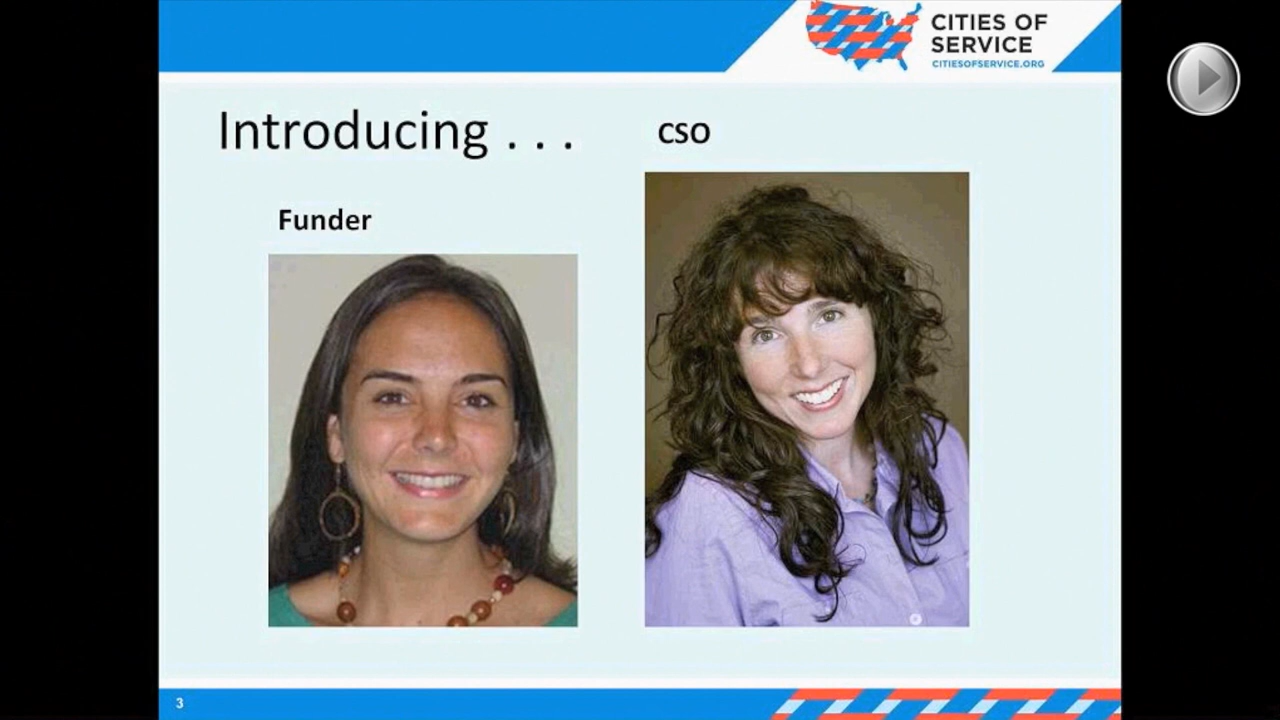 CITIES OF
SERVICE
CITIESOFSERVICE.ORG
Introducing . . .
CSO
Funder
3